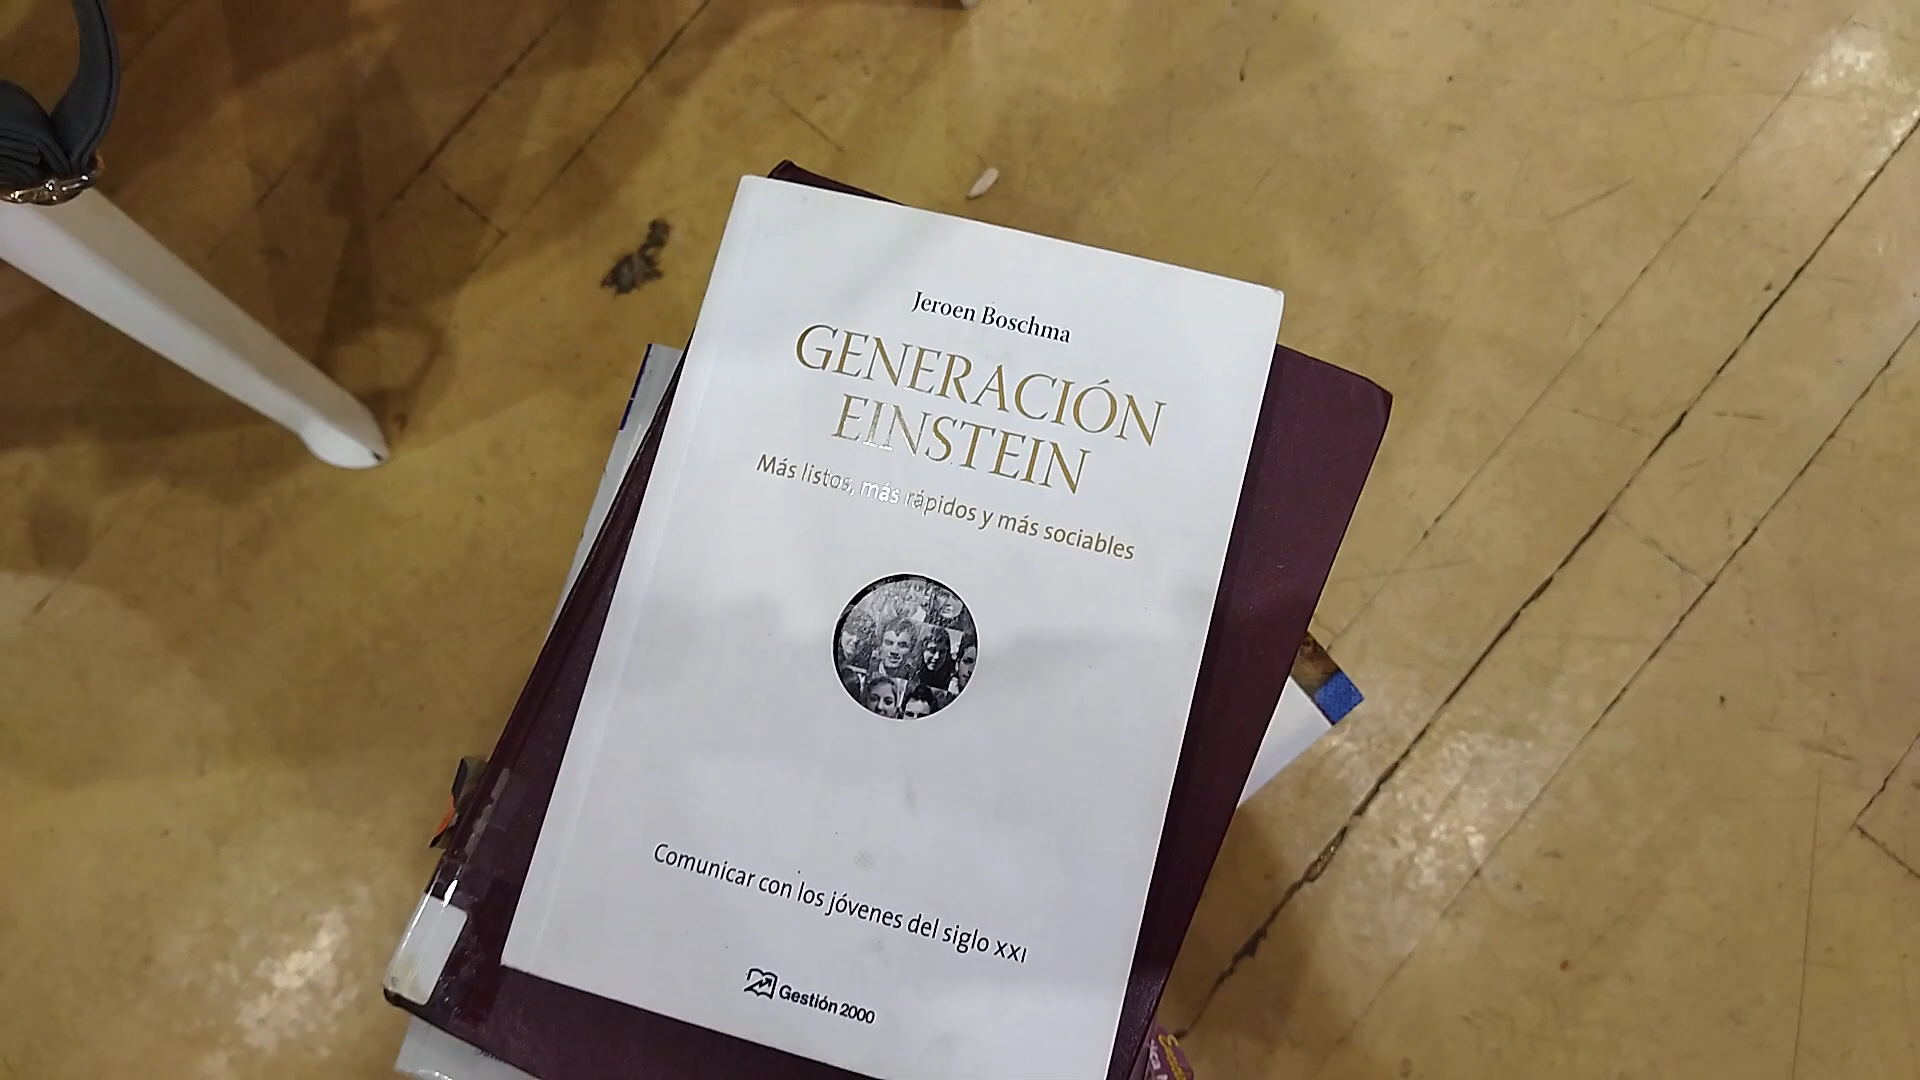 Jeroen Boschma
GENERACIÓN
EINSTEIN
Más listos, más rápidos y más sociables
Comunicar con los jóvenes del siglo XXI
Gestión 2000